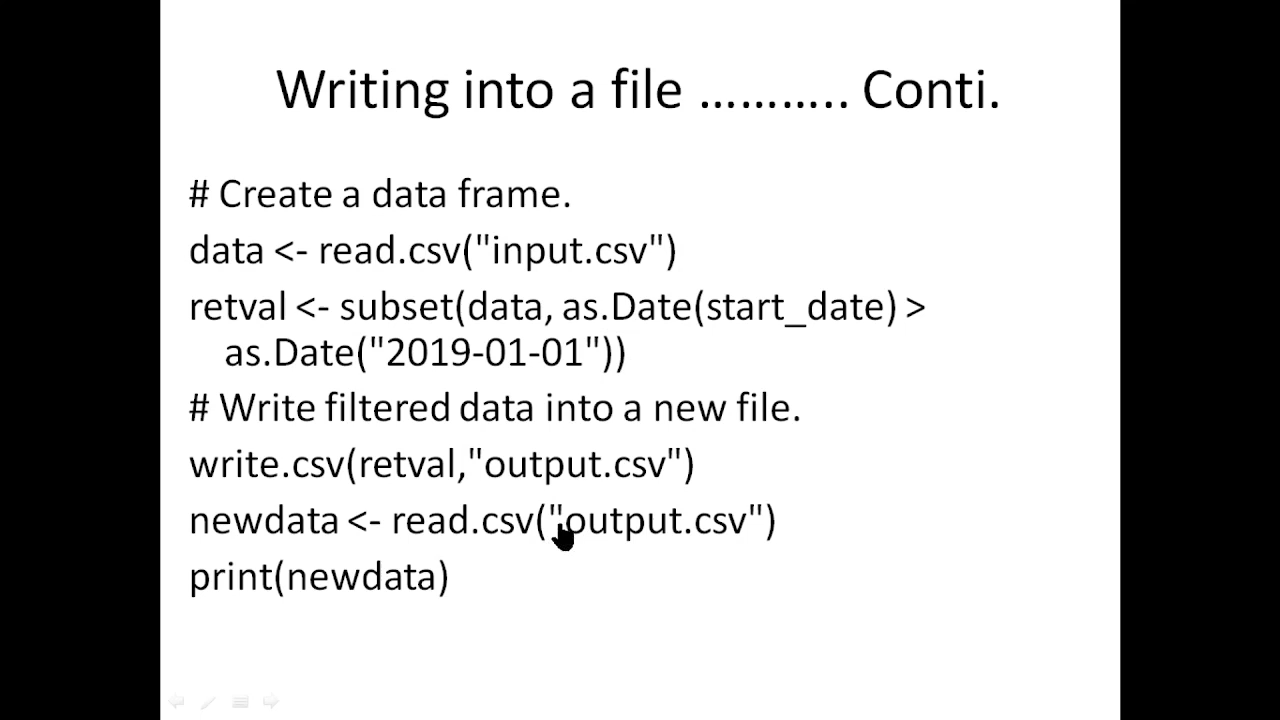 Writing into a file ……….. Conti.
# Create a data frame.
data <- read.csv("input.csv")
retval <- subset(data, as.Date(start_date) >
as.Date("2019-01-01"))
# Write filtered data into a new file.
write.csv(retval,"output.csv")
newdata <- read.csv("output.csv")
print(newdata)